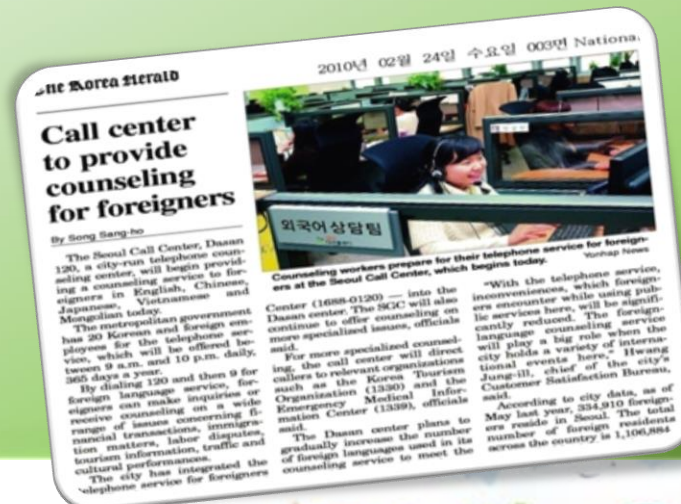 The Korea Herald
2010년 02월 24일 수요일 003면 Nationa
Call center
to provide
counseling
for foreigners
By Song Sang-ho
The Seoul Call Center, Dasan
120, a city-run telephone coun-
seling center, will begin provid-
ing a counseling service to for-
eigners in English, Chinese,
Japanese, Vietnamese and
Mongolian today.
The metropolitan government
has 20 Korean and foreign em-
ployees for the telephone ser-
vice, which will be offered be-
tween 9 a.m. and 10 p.m. daily,
365 days a year.
By dialing 120 and then 9 for
foreign language service, for-
eigners can make inquiries or
receive counseling on a wide
range of issues concerning fi-
nancial transactions, immigra-
tion matters, labor disputes,
tourism information, traffic and
cultural performances.
The city has integrated the
telephone service for foreigners
외국어상담팀
Counseling workers prepare for their telephone service for foreign-
ers at the Seoul Call Center, which begins today.
Yonhap News
Center (1688-0120) — into the
Dasan center. The SGC will also
continue to offer counseling on
more specialized issues, officials
said.
For more specialized counsel-
ing, the call center will direct
callers to relevant organizations
such as the Korea Tourism
Organization (1330) and the
Emergency Medical Infor-
mation Center (1339), officials
said.
The Dasan center plans to
gradually increase the number
of foreign languages used in its
counseling service to meet the
"With the telephone service,
inconveniences, which foreign-
ers encounter while using pub-
lic services here, will be signifi-
cantly reduced. The foreign-
language counseling service
will play a big role when the
city holds a variety of interna-
tional events here," Hwang
Jung-ill, chief of the city's
Customer Satisfaction Bureau,
said.
According to city data, as of
May last year, 334,910 foreign-
ers reside in Seoul. The total
number of foreign residents
across the country is 1,106,884